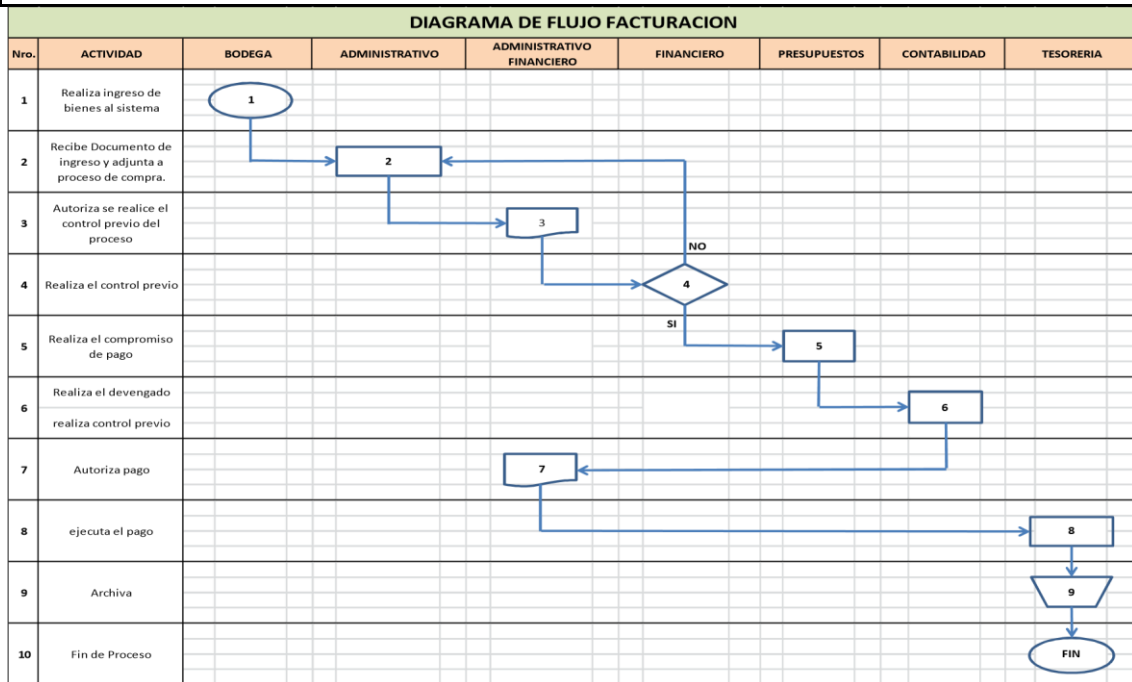 DIAGRAMA DE FLUJO FACTURACION
Nro. ACTIVIDAD BODEGA ADMINISTRATIVO ADMINISTRATIVO FINANCIERO FINANCIERO PRESUPUESTOS CONTABILIDAD TESORERIA
1 Realiza ingreso de
bienes al sistema
1
2 Recibe Documento de
ingreso y adjunta a
proceso de compra.
2
3 Autoriza se realice el
control previo del
proceso
3
NO
4 Realiza el control previo
4
SI
5 Realiza el compromiso
de pago
5
6 Realiza el devengado
realiza control previo
6
7 Autoriza pago
7
8 ejecuta el pago
8
9 Archiva
9
10 Fin de Proceso
FIN